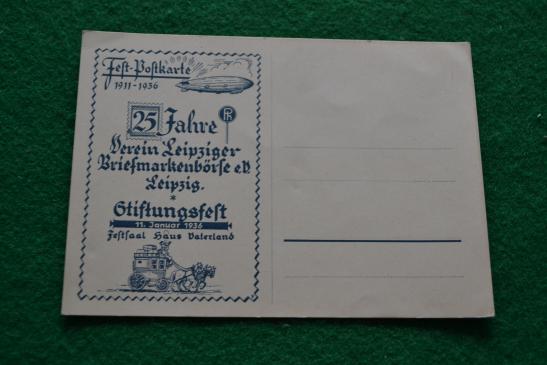 Fest-Postkarte
1911-1936
25 Jahre
Verein Leipziger
Briefmarkenbörse e.V.
Leipzig.
*
Stiftungsfest
11. Januar 1936
Festsaal Haus Vaterland